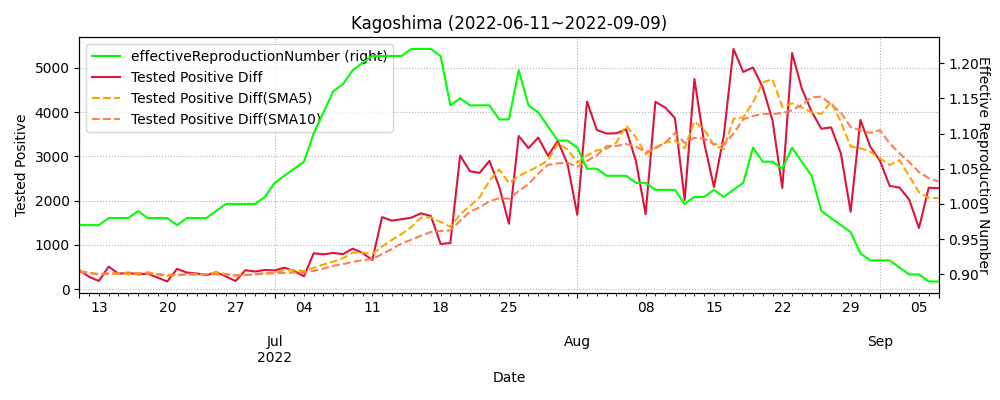 Kagoshima (2022-06-11~2022-09-09)
effectiveReproductionNumber (right)
Tested Positive Diff
Tested Positive Diff(SMA5)
Tested Positive Diff(SMA10)
Tested Positive
5000
4000
3000
2000
1000
0
1.20
1.15
1.10
1.05
1.00
0.95
0.90
Effective Reproduction Number
13 20 27 04 11 18 25 08 15 22 29 05
Jul Aug Sep
2022
Date